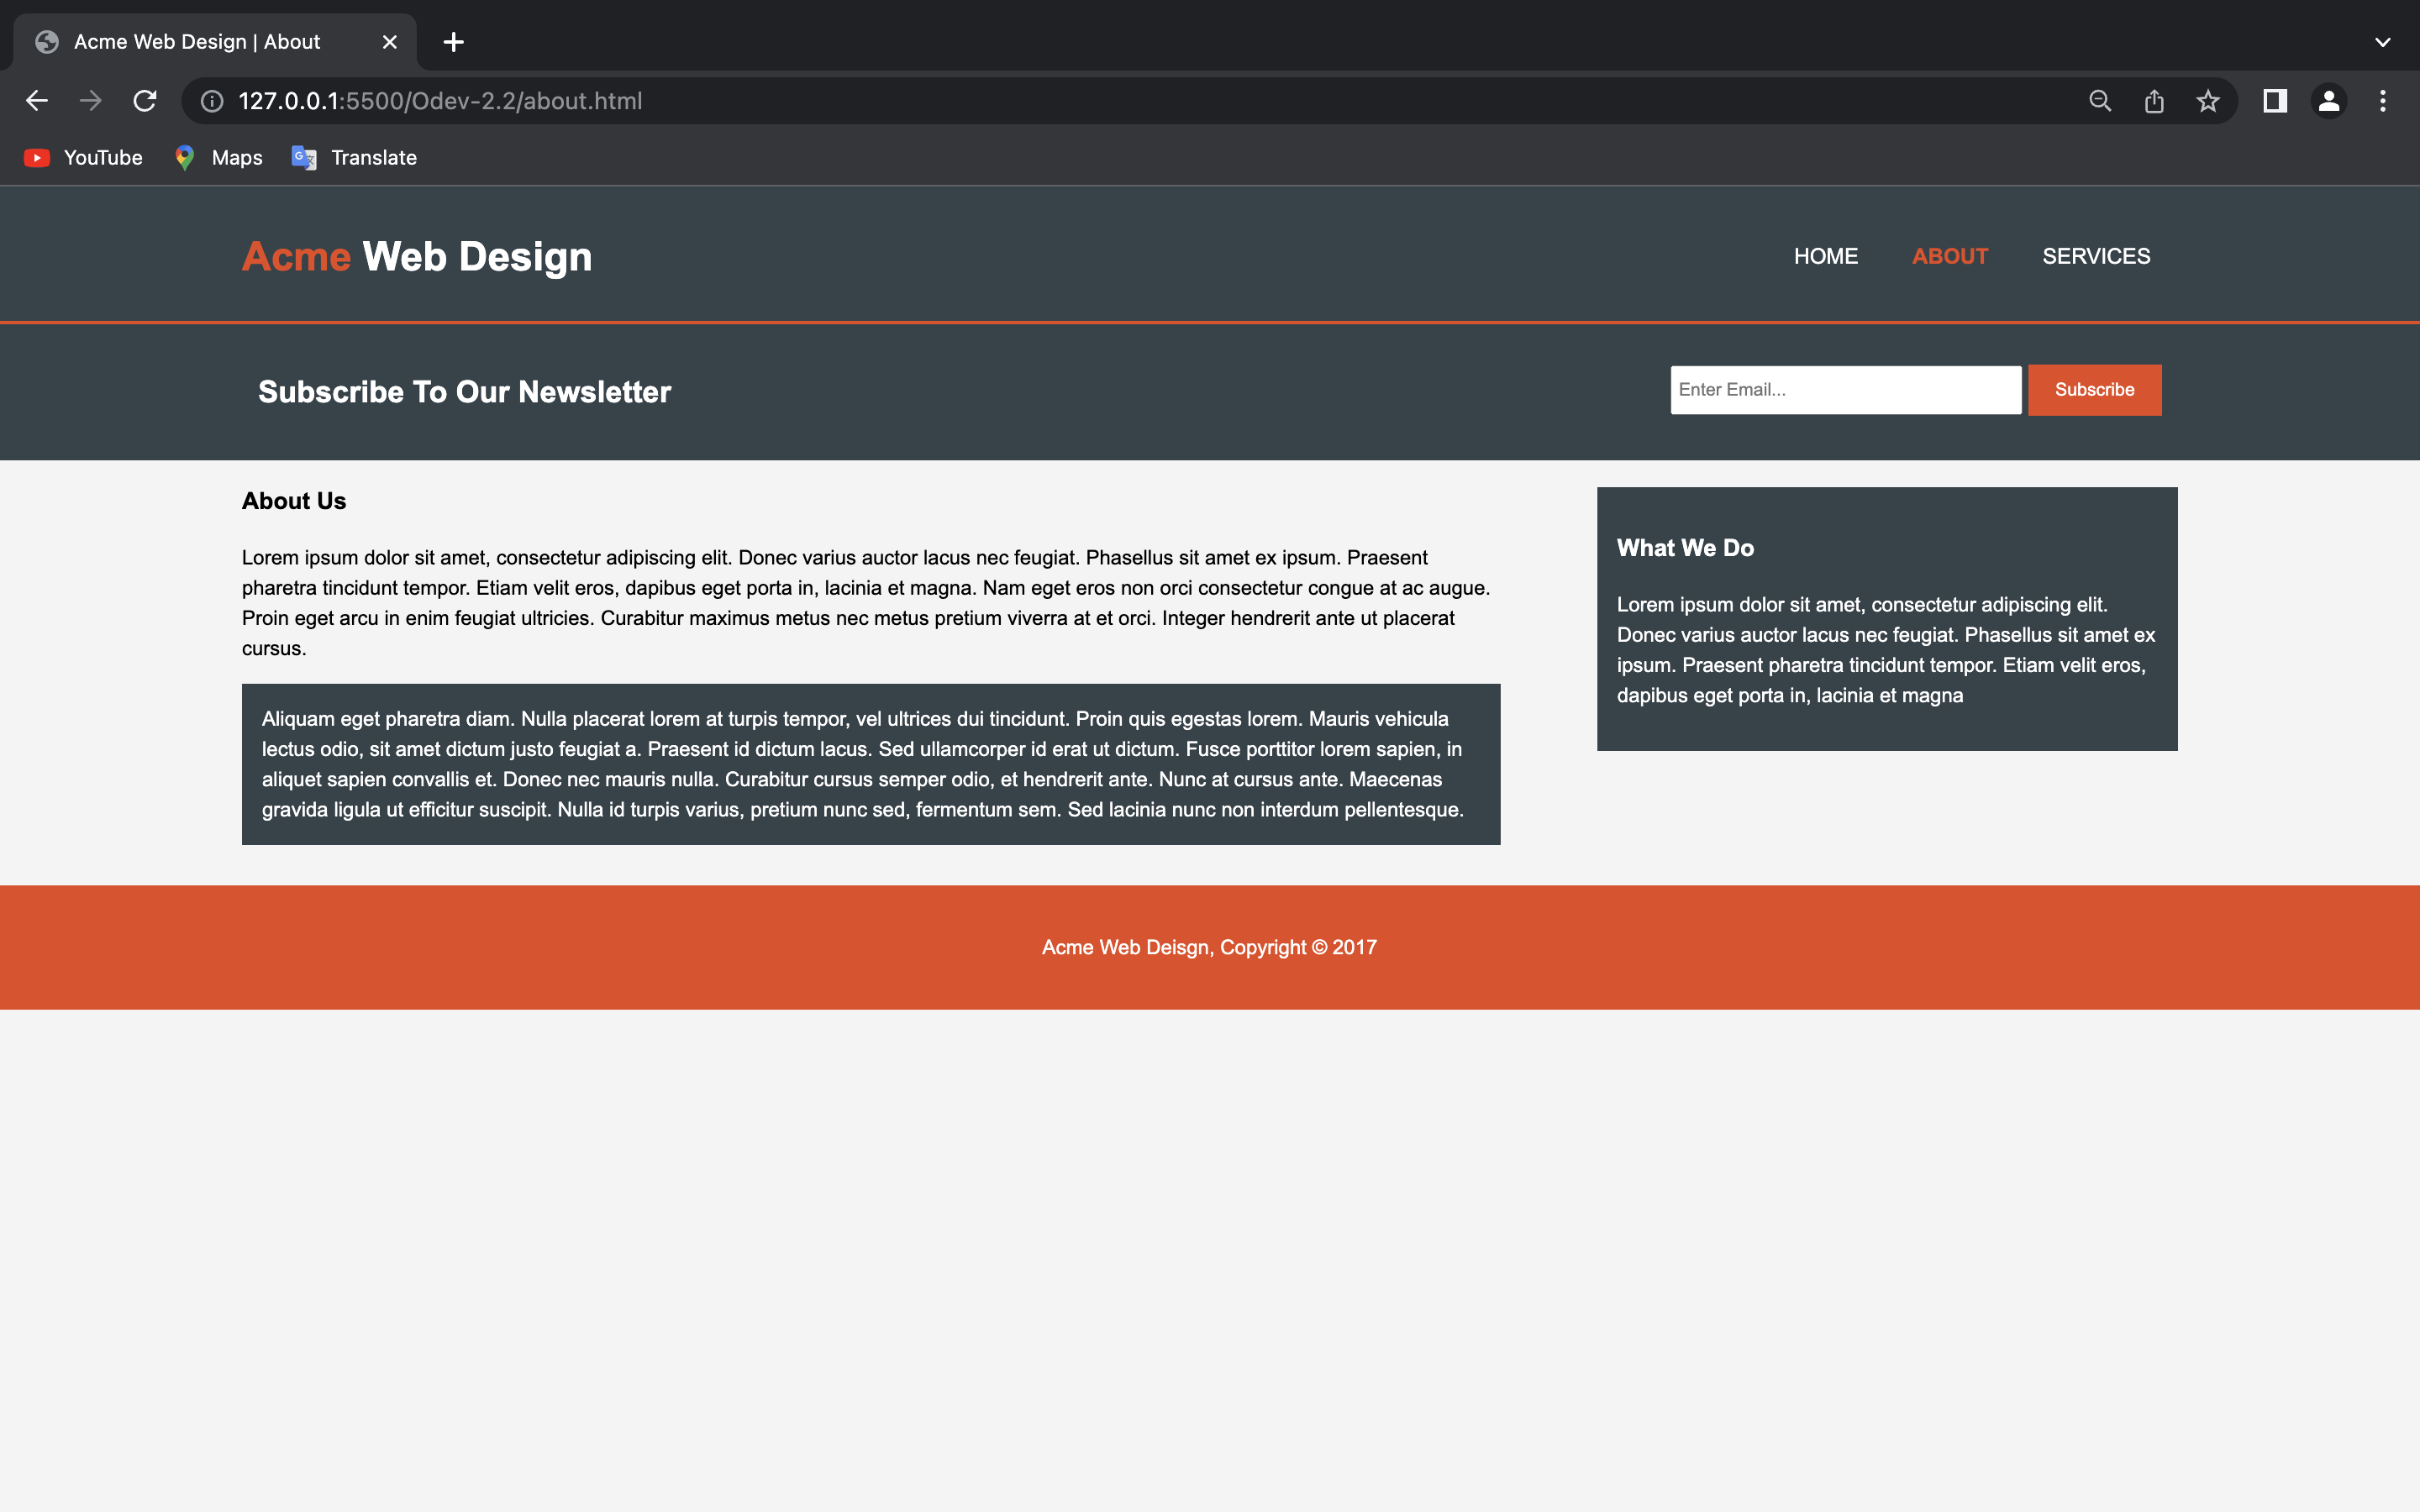 Acme Web Design | About
127.0.0.1:5500/Odev-2.2/about.html
YouTube
Maps
Translate
Acme Web Design
HOME
ABOUT
SERVICES
Subscribe To Our Newsletter
Enter Email...
Subscribe
About Us
Lorem ipsum dolor sit amet, consectetur adipiscing elit. Donec varius auctor lacus nec feugiat. Phasellus sit amet ex ipsum. Praesent
pharetra tincidunt tempor. Etiam velit eros, dapibus eget porta in, lacinia et magna. Nam eget eros non orci consectetur congue at ac augue.
Proin eget arcu in enim feugiat ultricies. Curabitur maximus metus nec metus pretium viverra at et orci. Integer hendrerit ante ut placerat
cursus.
Aliquam eget pharetra diam. Nulla placerat lorem at turpis tempor, vel ultrices dui tincidunt. Proin quis egestas lorem. Mauris vehicula
lectus odio, sit amet dictum justo feugiat a. Praesent id dictum lacus. Sed ullamcorper id erat ut dictum. Fusce porttitor lorem sapien, in
aliquet sapien convallis et. Donec nec mauris nulla. Curabitur cursus semper odio, et hendrerit ante. Nunc at cursus ante. Maecenas
gravida ligula ut efficitur suscipit. Nulla id turpis varius, pretium nunc sed, fermentum sem. Sed lacinia nunc non interdum pellentesque.
What We Do
Lorem ipsum dolor sit amet, consectetur adipiscing elit.
Donec varius auctor lacus nec feugiat. Phasellus sit amet ex
ipsum. Praesent pharetra tincidunt tempor. Etiam velit eros,
dapibus eget porta in, lacinia et magna
Acme Web Deisgn, Copyright © 2017